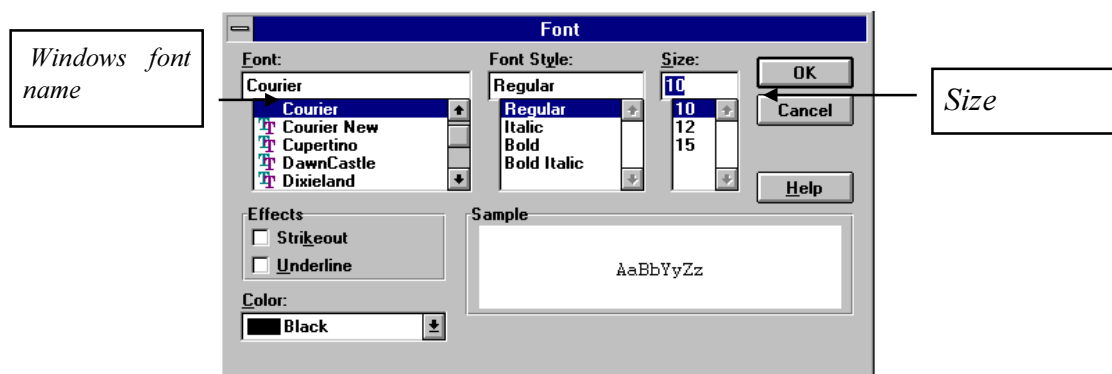 Font
Windows font
name
Font:
Font Style:
Size:
Courier
Regular
10
OK
Cancel
Help
Courier
Courier New
Cupertino
DawnCastle
Dixieland
Regular
Italic
Bold
Bold Italic
10
12
15
Size
Effects
Strikeout
Underline
Color:
Black
Sample
AaBbYyZz